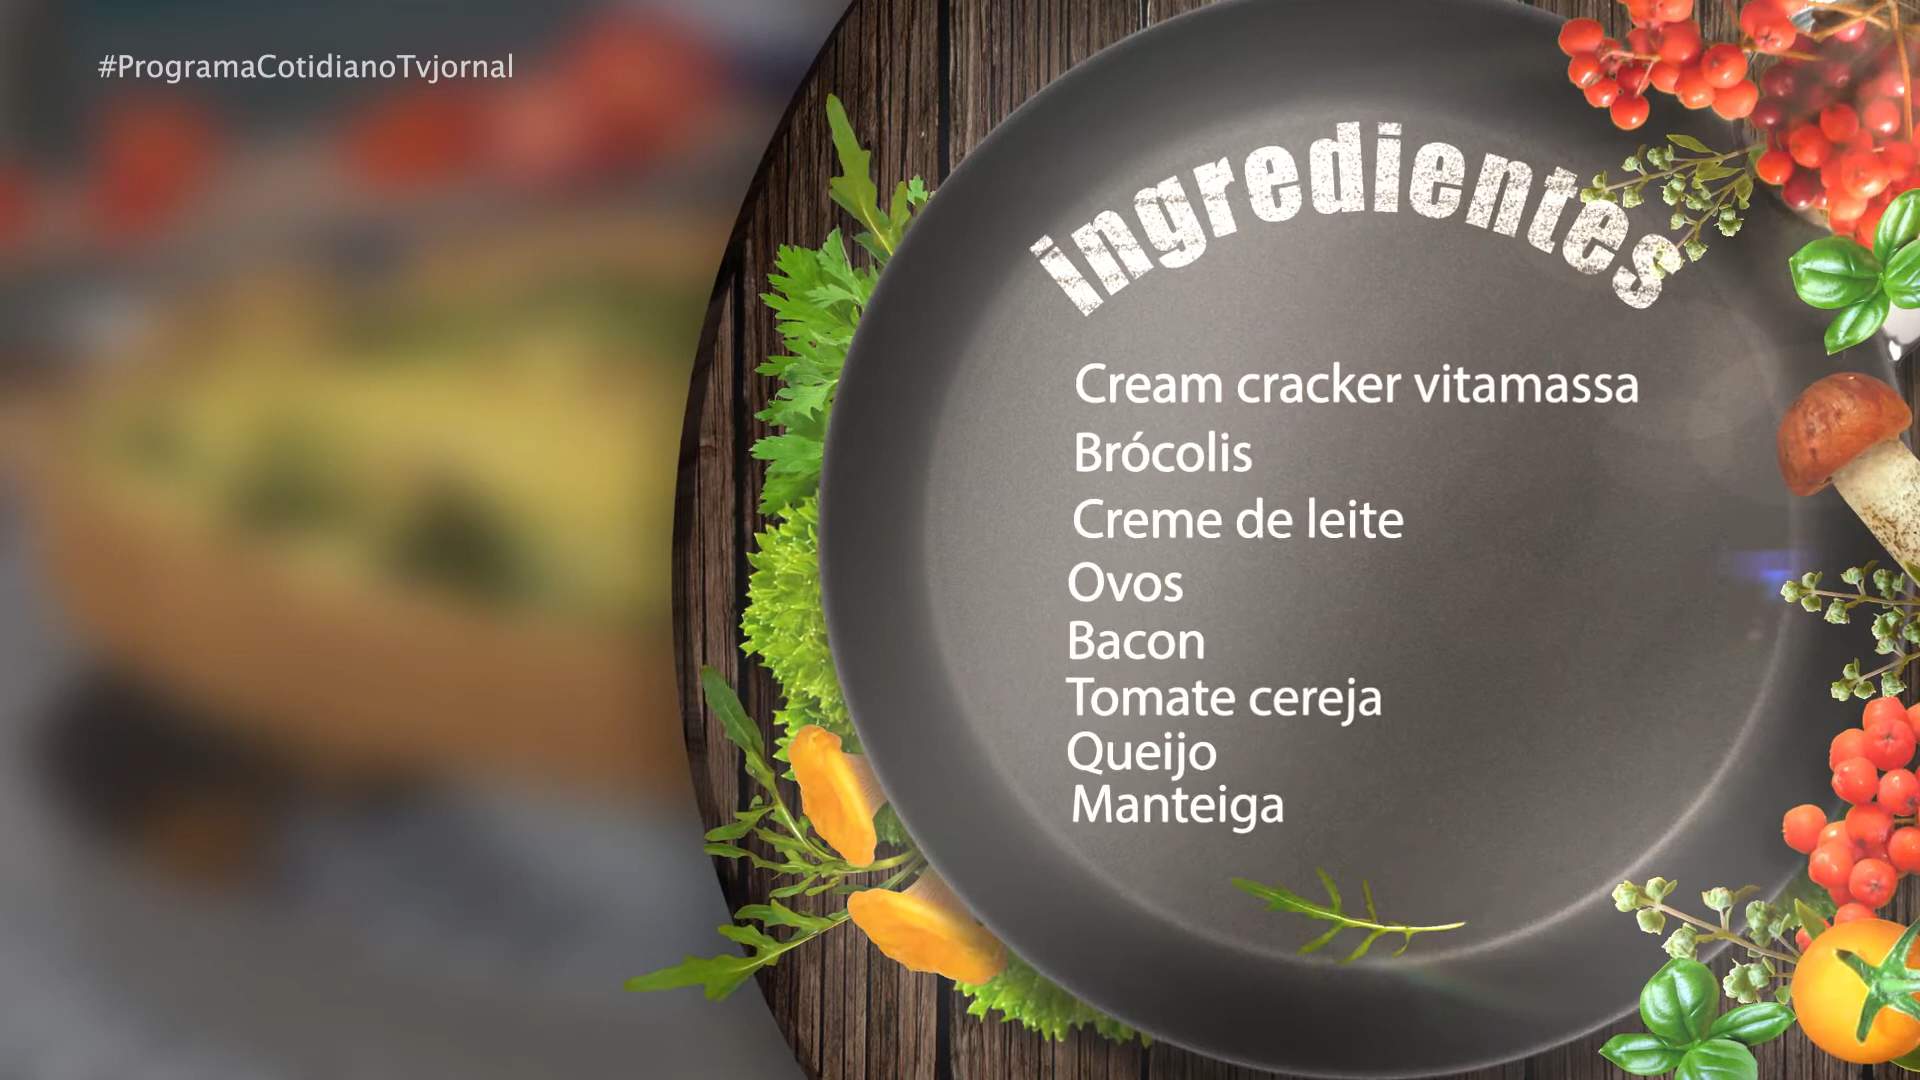 #ProgramaCotidianoTvjornal
ingredientes
Cream cracker vitamassa
Brócolis
Creme de leite
Ovos
Bacon
Tomate cereja
Queijo
Manteiga